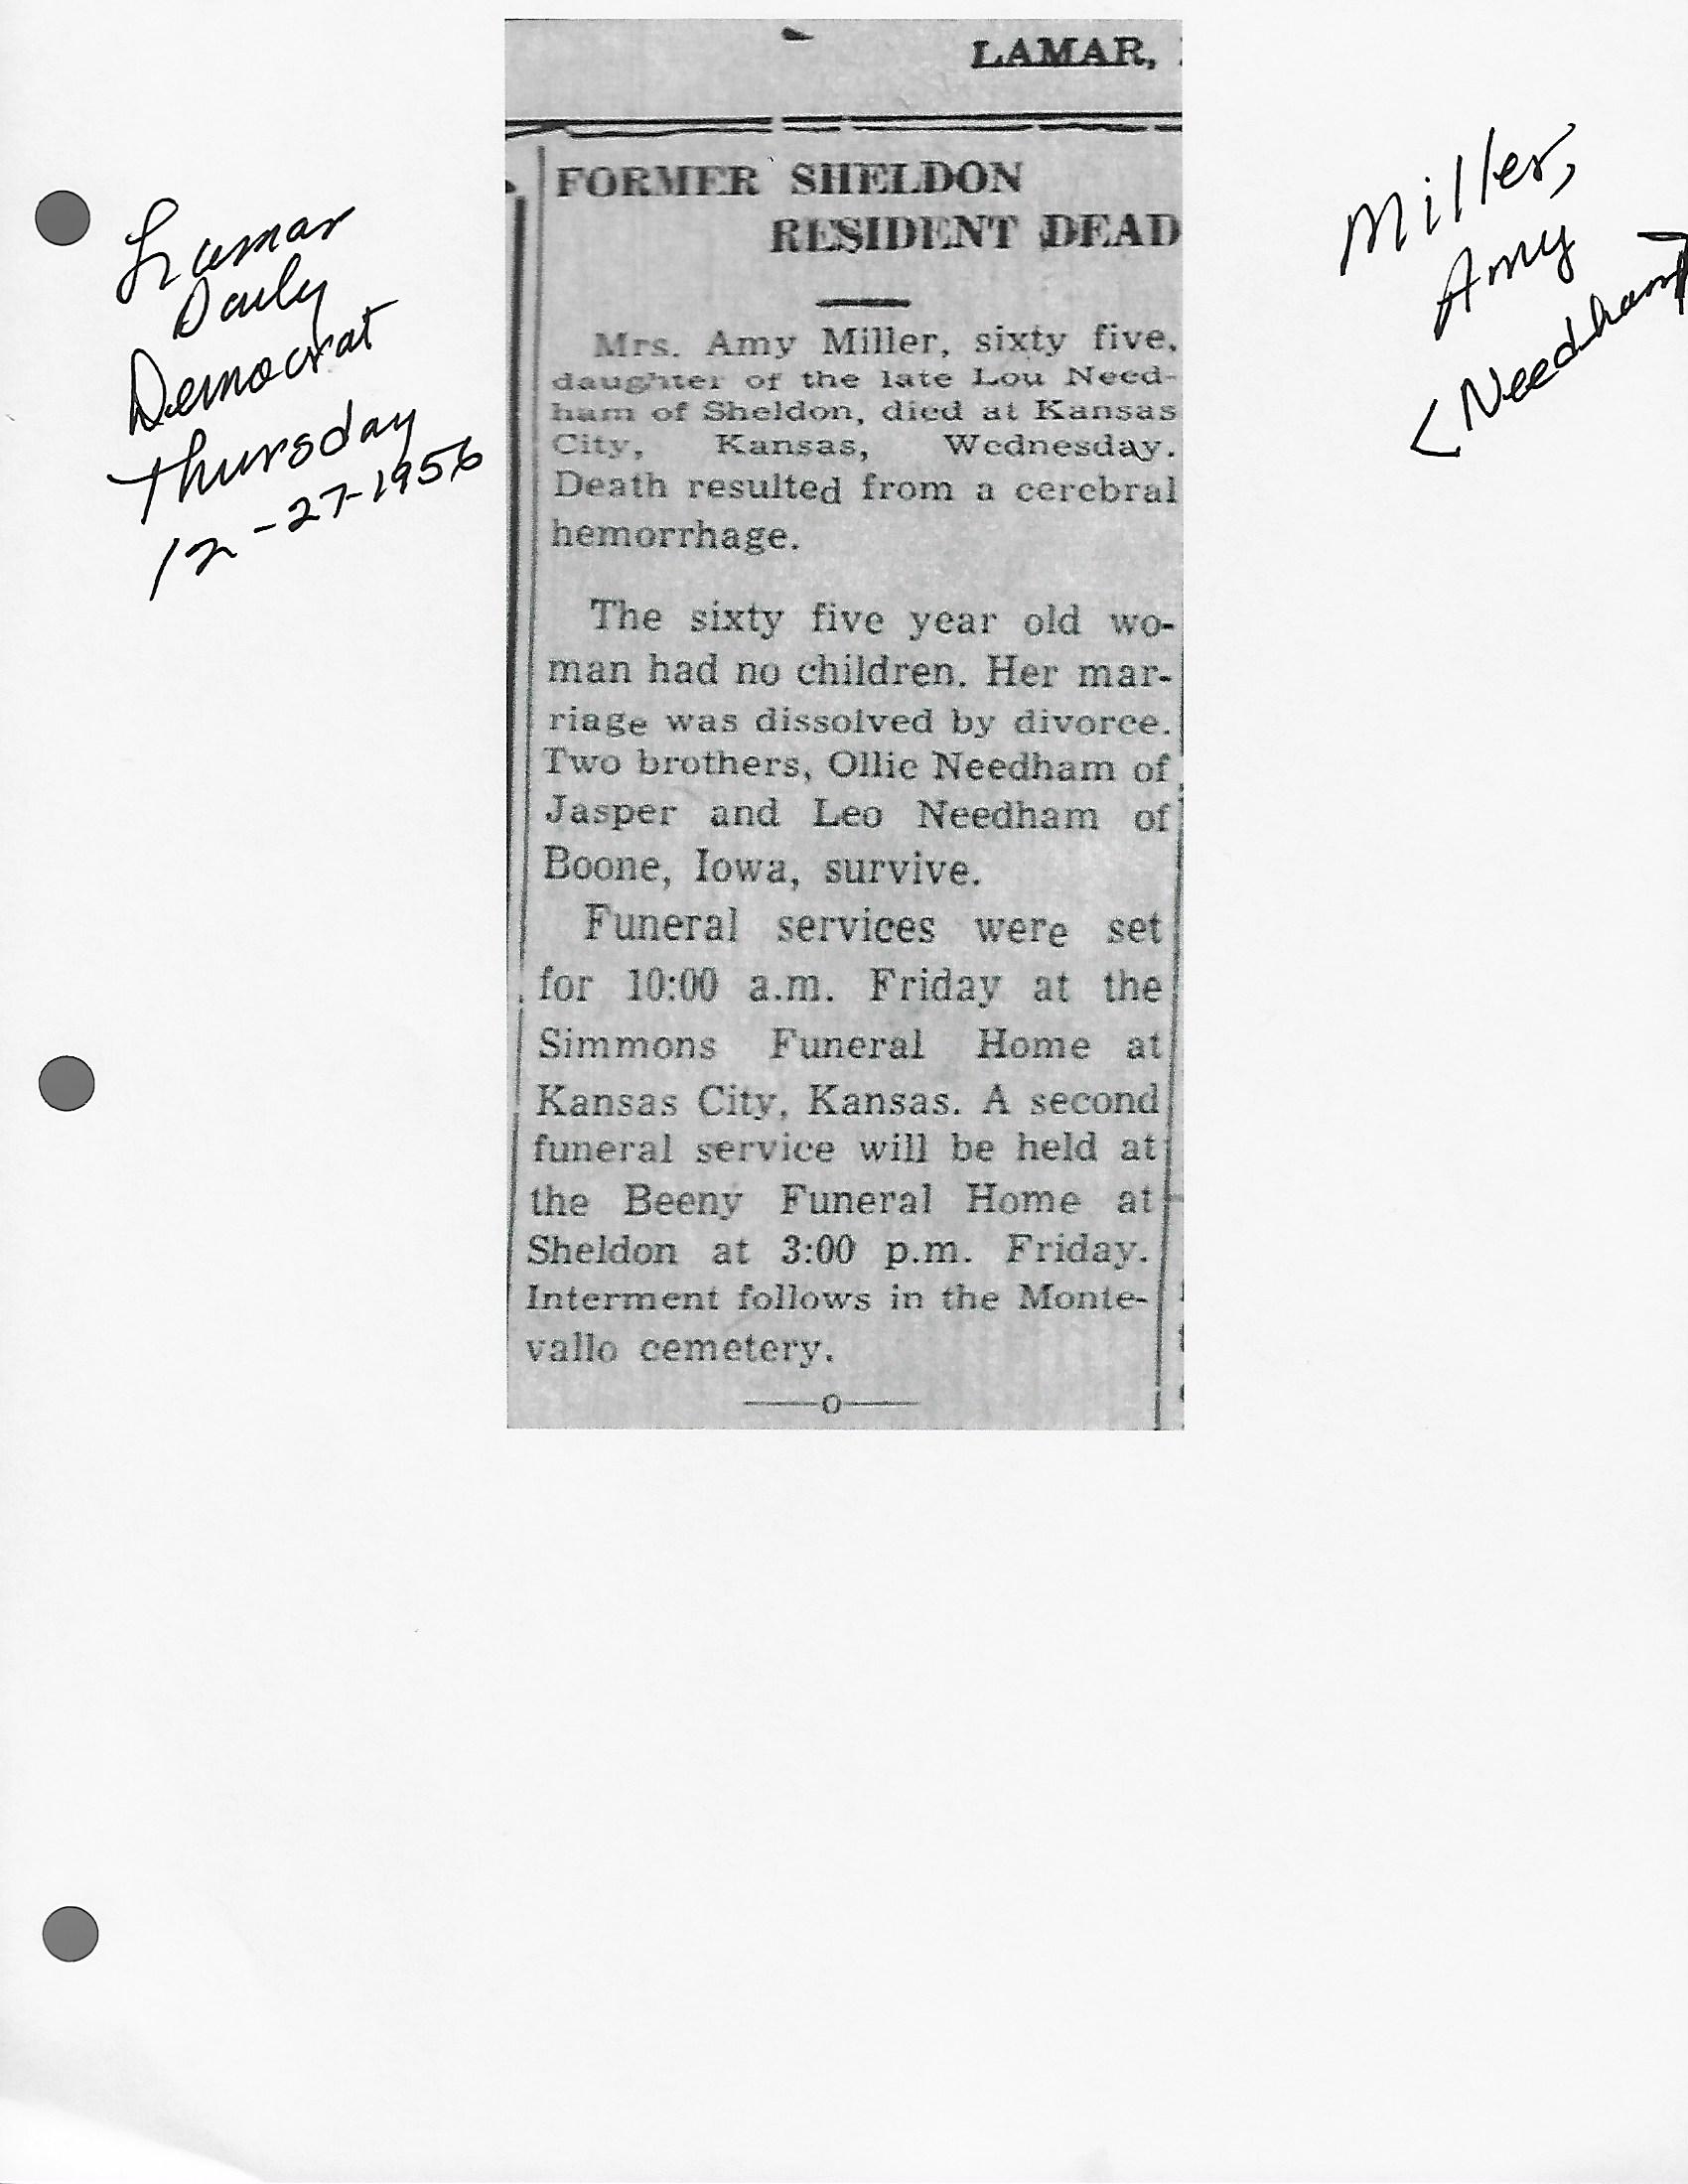 LAMAR,
Lamar
Daily
Democrat
Thursday
12-27-1956
Miller,
Amy
<Needham>
FORMER SHELDON
RESIDENT DEAD
Mrs. Amy Miller, sixty five,
daughter of the late Lou Need-
ham of Sheldon, died at Kansas
City, Kansas, Wednesday.
Death resulted from a cerebral
hemorrhage.
The sixty five year old wo-
man had no children. Her mar-
riage was dissolved by divorce.
Two brothers, Ollie Needham of
Jasper and Leo Needham of
Boone, Iowa, survive.
Funeral services were set
for 10:00 a.m. Friday at the
Simmons Funeral Home at
Kansas City, Kansas. A second
funeral service will be held at
the Beeny Funeral Home at
Sheldon at 3:00 p.m. Friday.
Interment follows in the Monte-
vallo cemetery.
——o——